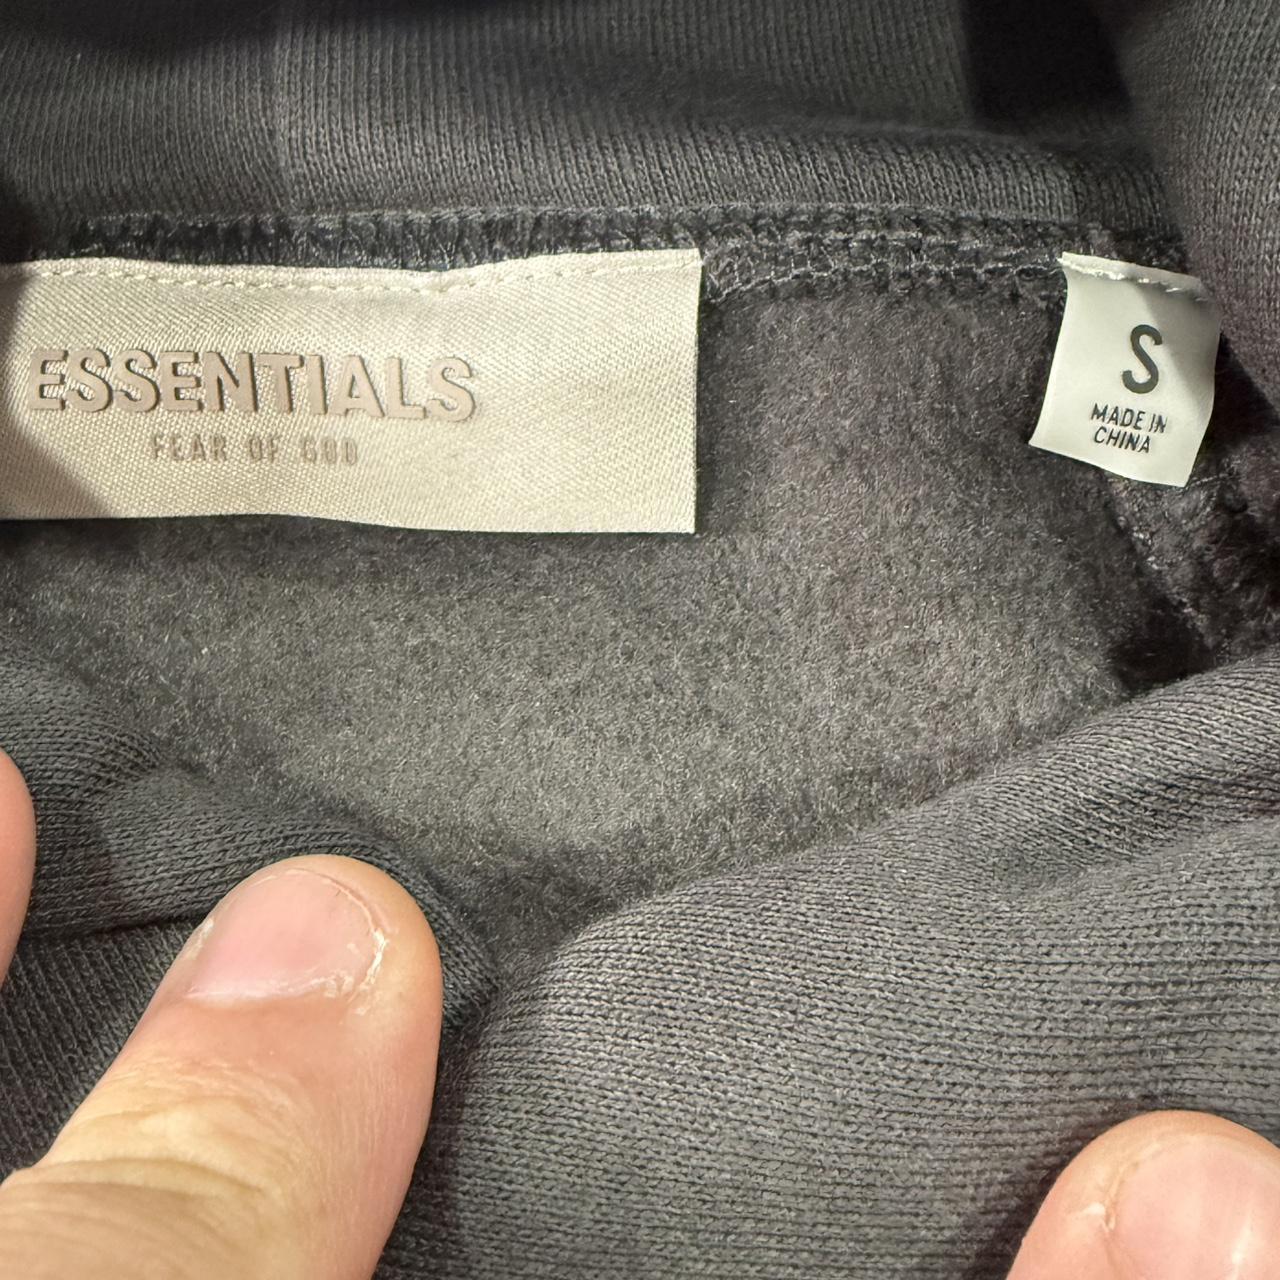 ESSENTIALS
FEAR OF GOD
S
MADE IN
CHINA